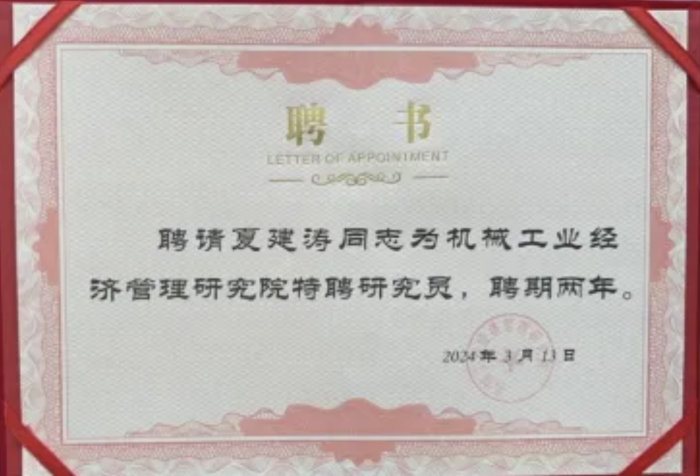 聘 书
LETTER OF APPOINTMENT
聘请夏建涛同志为机械工业经
济管理研究院特聘研究员，聘期两年。
2024年3月13日